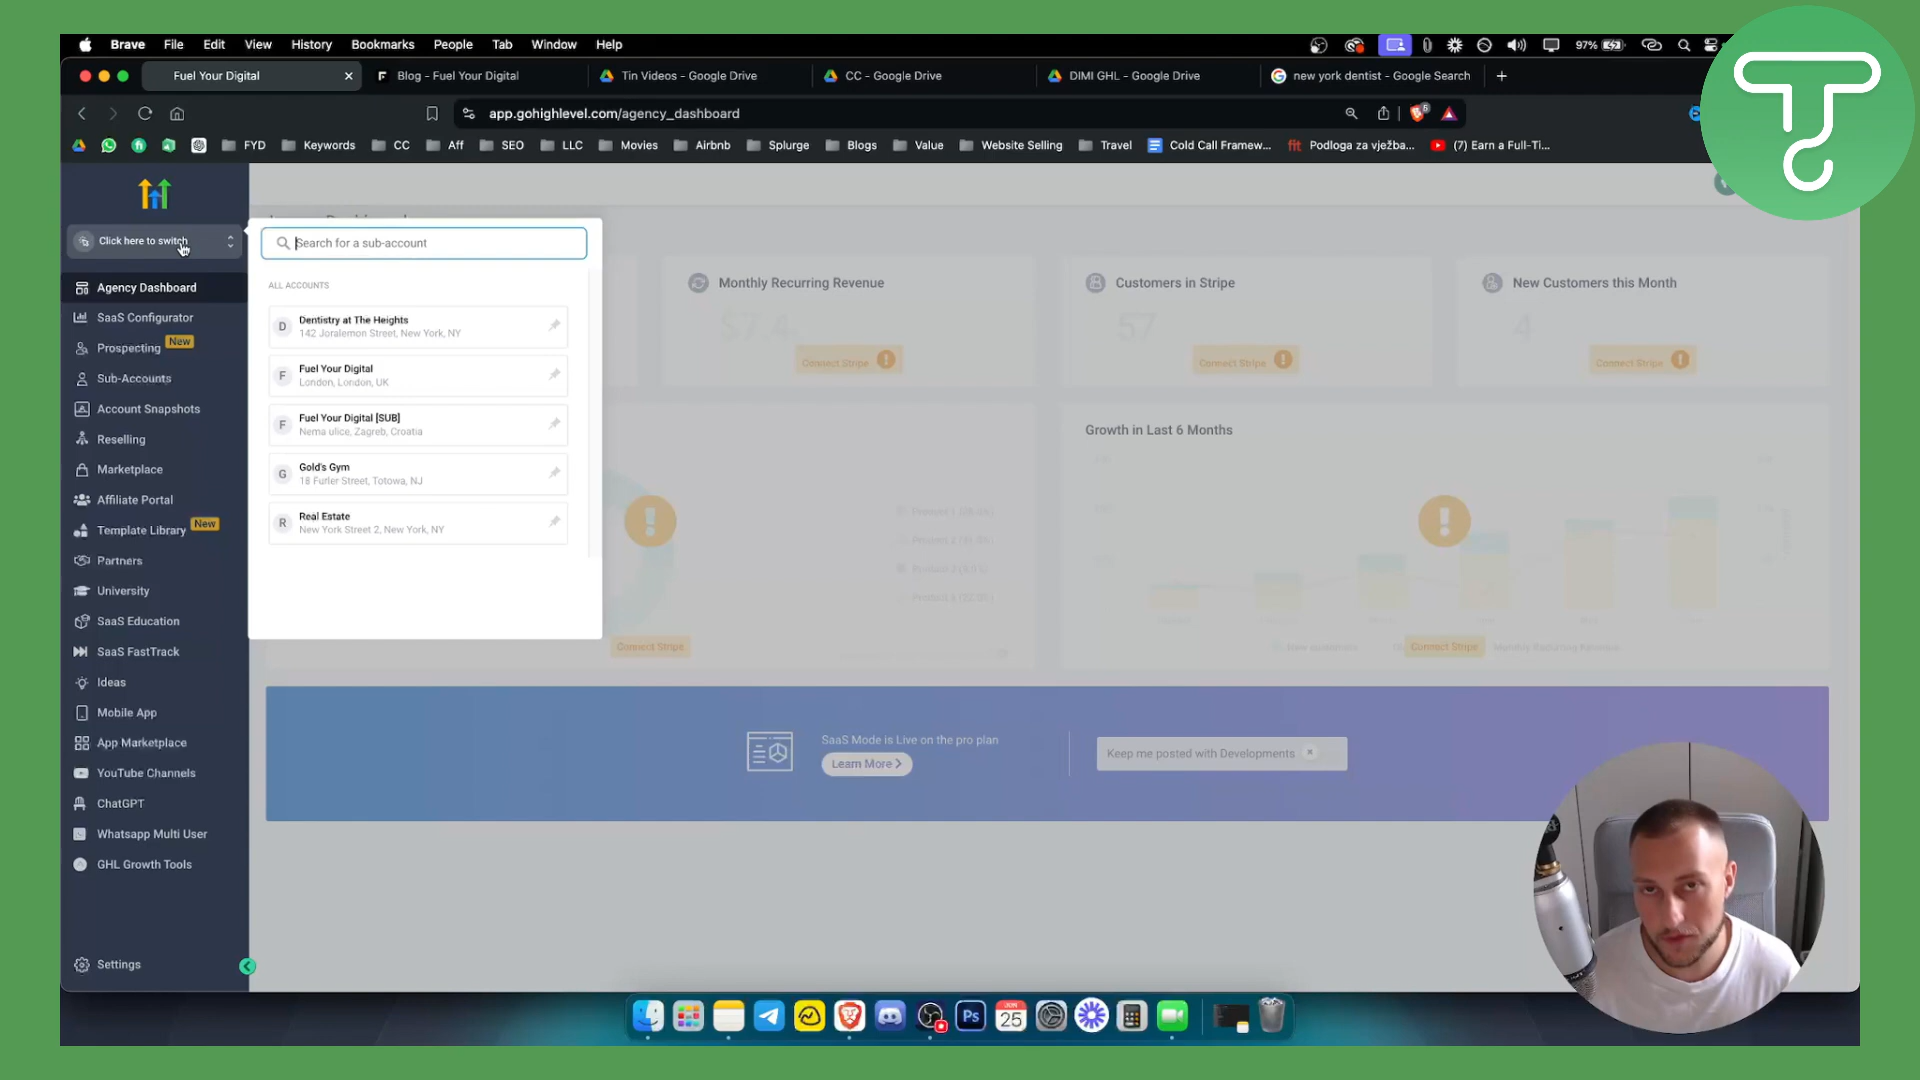 Brave File Edit View History Bookmarks People Tab Window Help
97%
Fuel Your Digital
Blog - Fuel Your Digital
Tin Videos - Google Drive
CC - Google Drive
DIMI GHL - Google Drive
new york dentist - Google Search
app.gohighlevel.com/agency_dashboard
FYD Keywords CC Aff SEO LLC Movies Airbnb Splurge Blogs Value Website Selling Travel Cold Call Framew... Podloga za vježba... (7) Earn a Full-Ti...
Click here to switch
Agency Dashboard
SaaS Configurator
Prospecting New
Sub-Accounts
Account Snapshots
Reselling
Marketplace
Affiliate Portal
Template Library New
Partners
University
SaaS Education
SaaS FastTrack
Ideas
Mobile App
App Marketplace
YouTube Channels
ChatGPT
Whatsapp Multi User
GHL Growth Tools
Settings
Search for a sub-account
ALL ACCOUNTS
D Dentistry at The Heights
142 Joralemon Street, New York, NY
F Fuel Your Digital
London, London, UK
F Fuel Your Digital [SUB]
Nema ulice, Zagreb, Croatia
G Gold's Gym
18 Furler Street, Totowa, NJ
R Real Estate
New York Street 2, New York, NY
Monthly Recurring Revenue
Connect Stripe
Customers in Stripe
57
Connect Stripe
New Customers this Month
4
Connect Stripe
Growth in Last 6 Months
Connect Stripe
Connect Stripe
SaaS Mode is Live on the pro plan
Learn More
Keep me posted with Developments
Ps
JUN
25